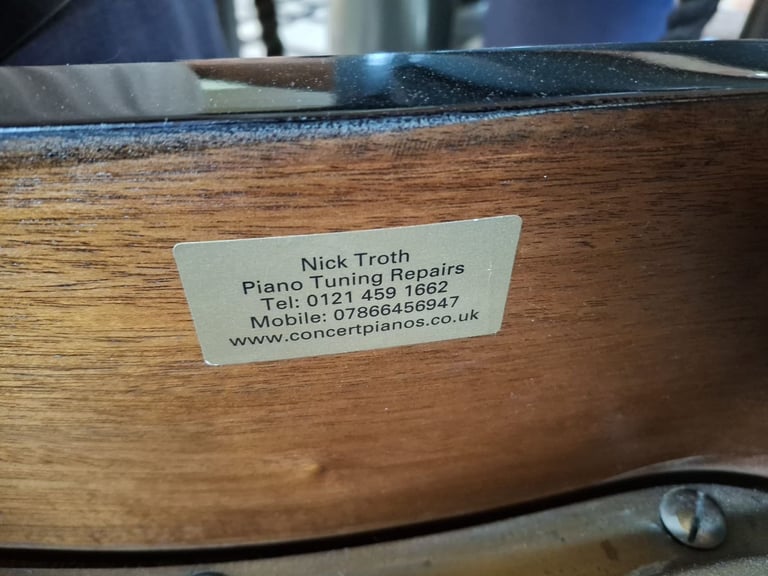 Nick Troth
Piano Tuning Repairs
Tel: 0121 459 1662
Mobile: 07866456947
www.concertpianos.co.uk